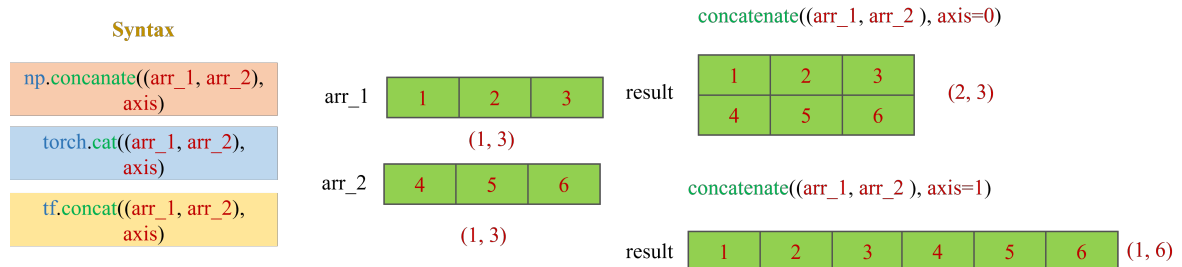 Syntax
np.concanate((arr_1, arr_2),
axis)
torch.cat((arr_1, arr_2),
axis)
tf.concat((arr_1, arr_2),
axis)
arr_1 1 2 3
(1, 3)
arr_2 4 5 6
(1, 3)
concatenate((arr_1, arr_2 ), axis=0)
result 1 2 3
4 5 6
(2, 3)
concatenate((arr_1, arr_2 ), axis=1)
result 1 2 3 4 5 6 (1, 6)